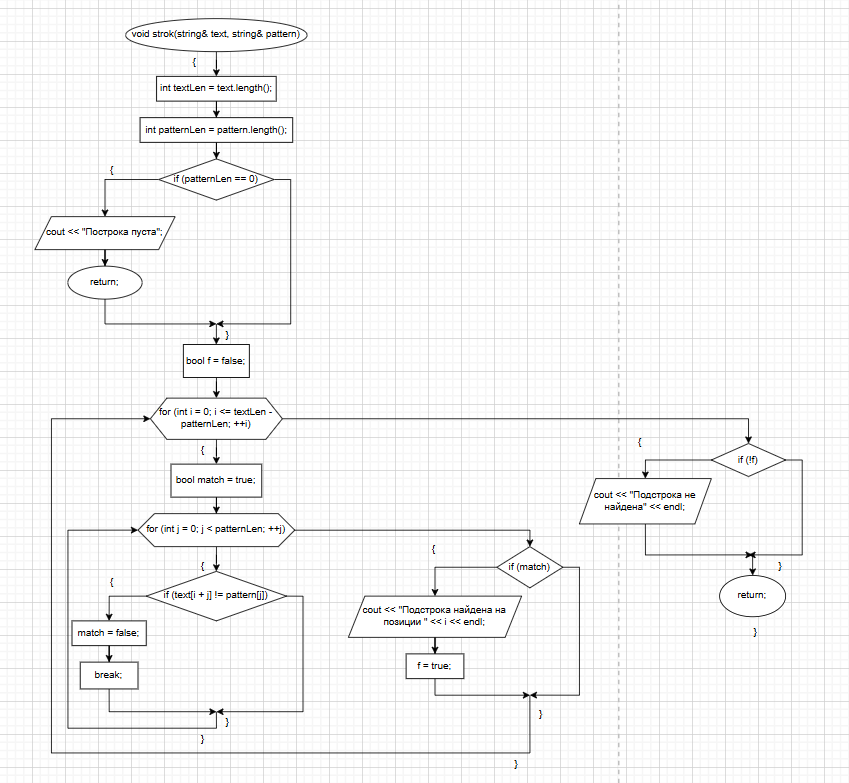 void strok(string& text, string& pattern)
{
int textLen = text.length();
int patternLen = pattern.length();
{
if (patternLen == 0)
cout << "Построка пуста";
return;
}
bool f = false;
for (int i = 0; i <= textLen -
patternLen; ++i)
{
bool match = true;
for (int j = 0; j < patternLen; ++j)
{
{
if (text[i + j] != pattern[j])
match = false;
break;
}
}
{
if (match)
cout << "Подстрока найдена на
позиции " << i << endl;
f = true;
}
}
{
if (!f)
cout << "Подстрока не
найдена" << endl;
}
return;
}